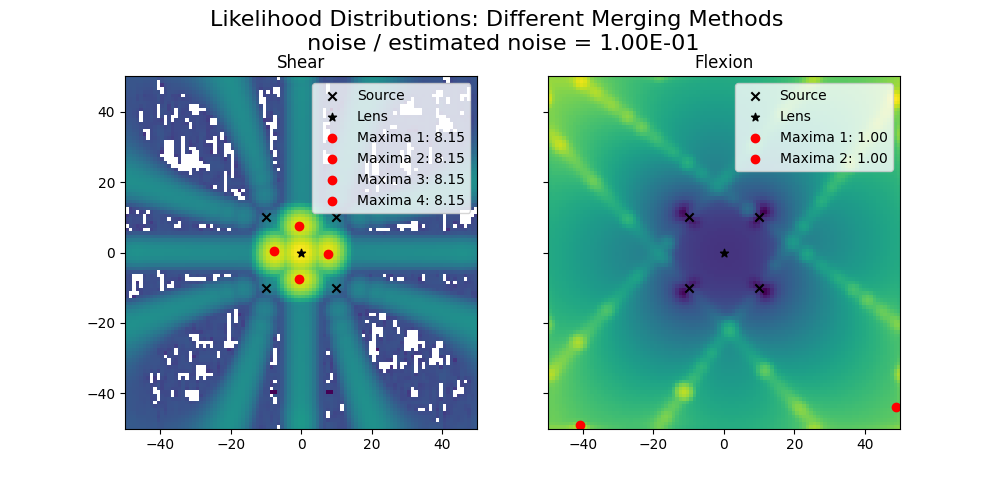 Likelihood Distributions: Different Merging Methods
noise / estimated noise = 1.00E-01
Shear
Flexion
Source
Lens
Maxima 1: 8.15
Maxima 2: 8.15
Maxima 3: 8.15
Maxima 4: 8.15
Source
Lens
Maxima 1: 1.00
Maxima 2: 1.00
40
20
0
−20
−40
−40 −20 0 20 40
−40 −20 0 20 40